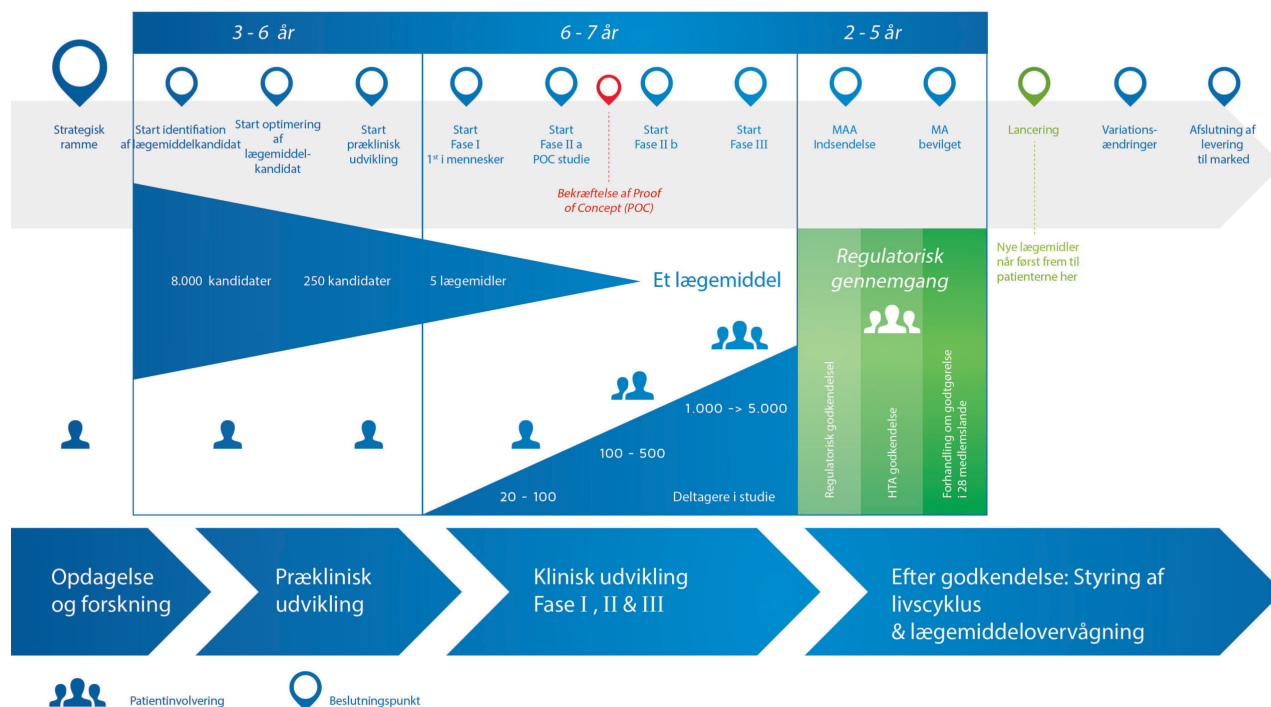 3 - 6 år
6 - 7 år
2 - 5 år
Strategisk
ramme
Start identifiation
af lægemiddelkandidat
Start optimering
af
lægemiddel-
kandidat
Start
præklinisk
udvikling
Start
Fase I
1st i mennesker
Start
Fase II a
POC studie
Start
Fase II b
Start
Fase III
MAA
Indsendelse
MA
bevilget
Lancering
Variations-
ændringer
Afslutning af
levering
til marked
Bekræftelse af Proof
of Concept (POC)
8.000 kandidater
250 kandidater
5 lægemidler
Et lægemiddel
Regulatorisk
gennemgang
Nye lægemidler
når først frem til
patienterne her
20 - 100
100 - 500
1.000 -> 5.000
Deltagere i studie
Regulatorisk godkendelsel
HTA godkendelse
Forhandling om godtgørelse
i 28 medlemslande
Opdagelse
og forskning
Præklinisk
udvikling
Klinisk udvikling
Fase I , II & III
Efter godkendelse: Styring af
livscyklus
& lægemiddelovervågning
Patientinvolvering
Beslutningspunkt